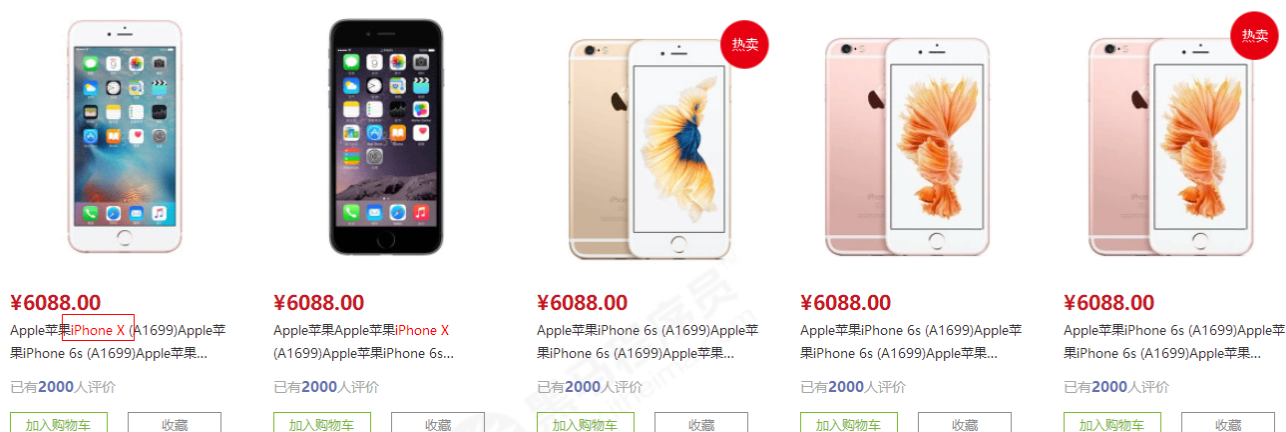 热卖
热卖
¥6088.00
Apple苹果iPhone X (A1699)Apple苹
果iPhone 6s (A1699)Apple苹果...
已有2000人评价
加入购物车
收藏
¥6088.00
Apple苹果Apple苹果iPhone X
(A1699)Apple苹果iPhone 6s...
已有2000人评价
加入购物车
收藏
¥6088.00
Apple苹果iPhone 6s (A1699)Apple苹
果iPhone 6s (A1699)Apple苹果...
已有2000人评价
加入购物车
收藏
¥6088.00
Apple苹果iPhone 6s (A1699)Apple苹
果iPhone 6s (A1699)Apple苹果...
已有2000人评价
加入购物车
收藏
¥6088.00
Apple苹果iPhone 6s (A1699)Apple苹
果iPhone 6s (A1699)Apple苹果...
已有2000人评价
加入购物车
收藏
黑马程序员